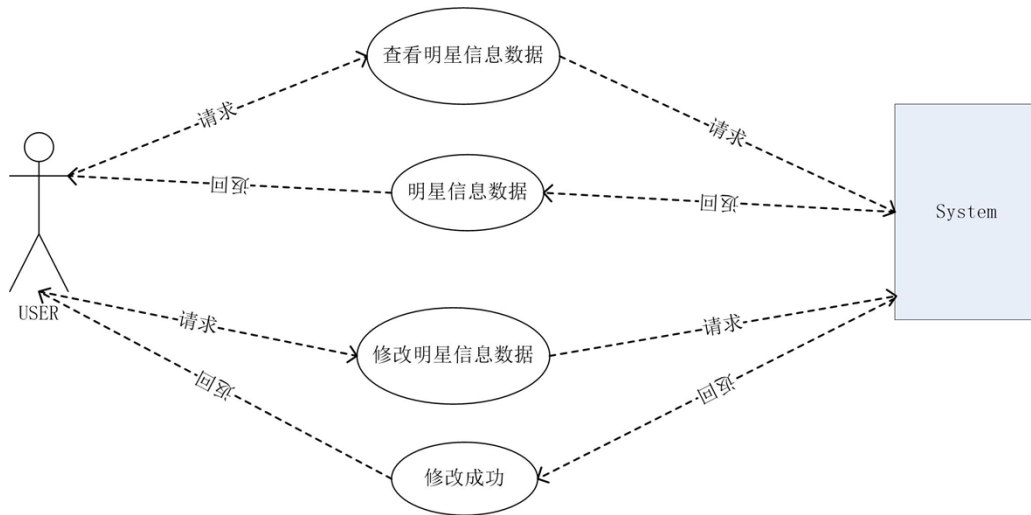 查看明星信息数据
请求
请求
返回
明星信息数据
返回
System
USER
请求
修改明星信息数据
请求
返回
返回
修改成功